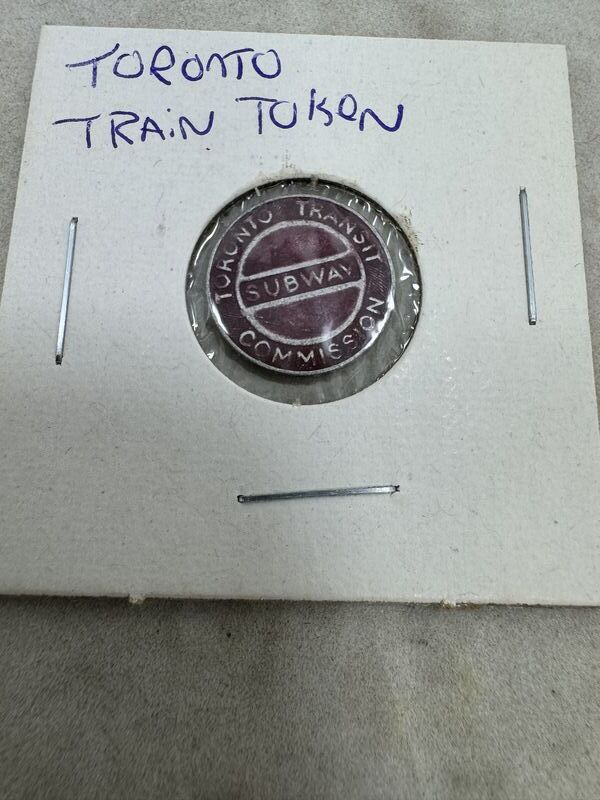 TORONTO
TRAiN TOKEN
TORONTO TRANSIT
SUBWAY
COMMISSION